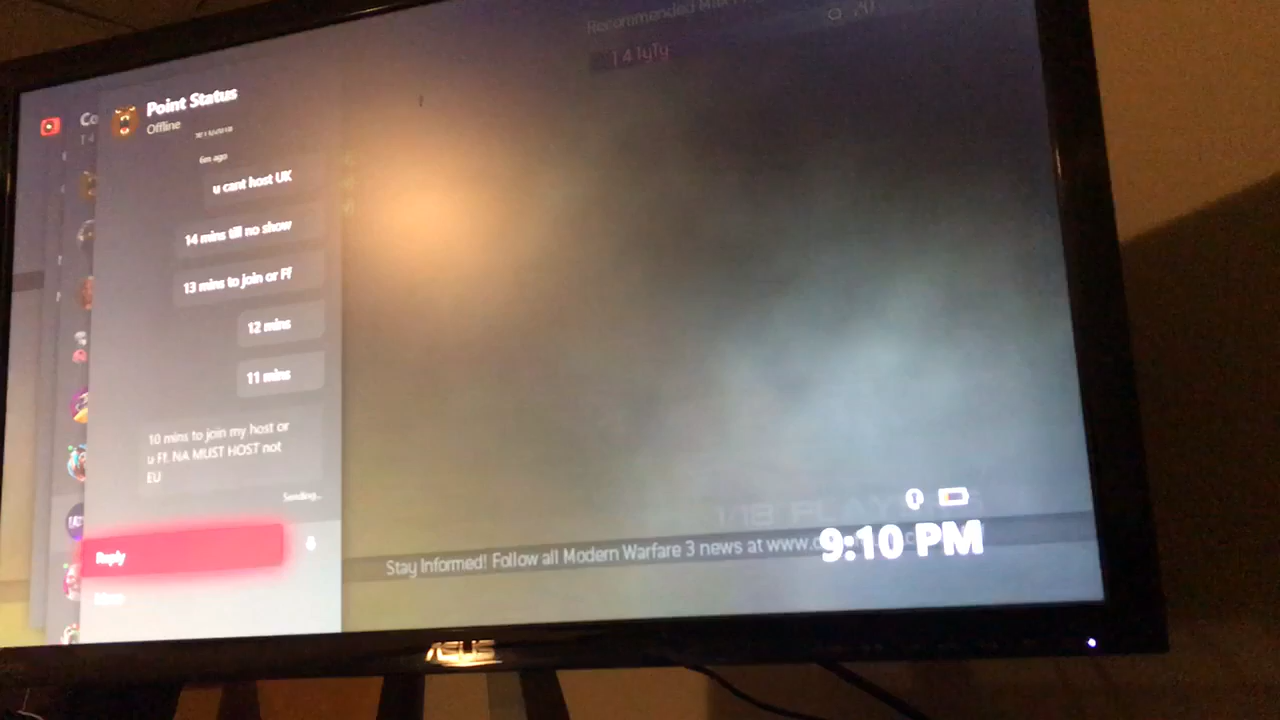 Recommended
Point Status
Offline
6m ago
u cant host UK
14 mins till no show
13 mins to join or Ff
12 mins
11 mins
10 mins to join my host or
u Ff. NA MUST HOST not
EU
Sending...
Reply
Stay Informed! Follow all Modern Warfare 3 news at www.
9:10 PM
ASUS